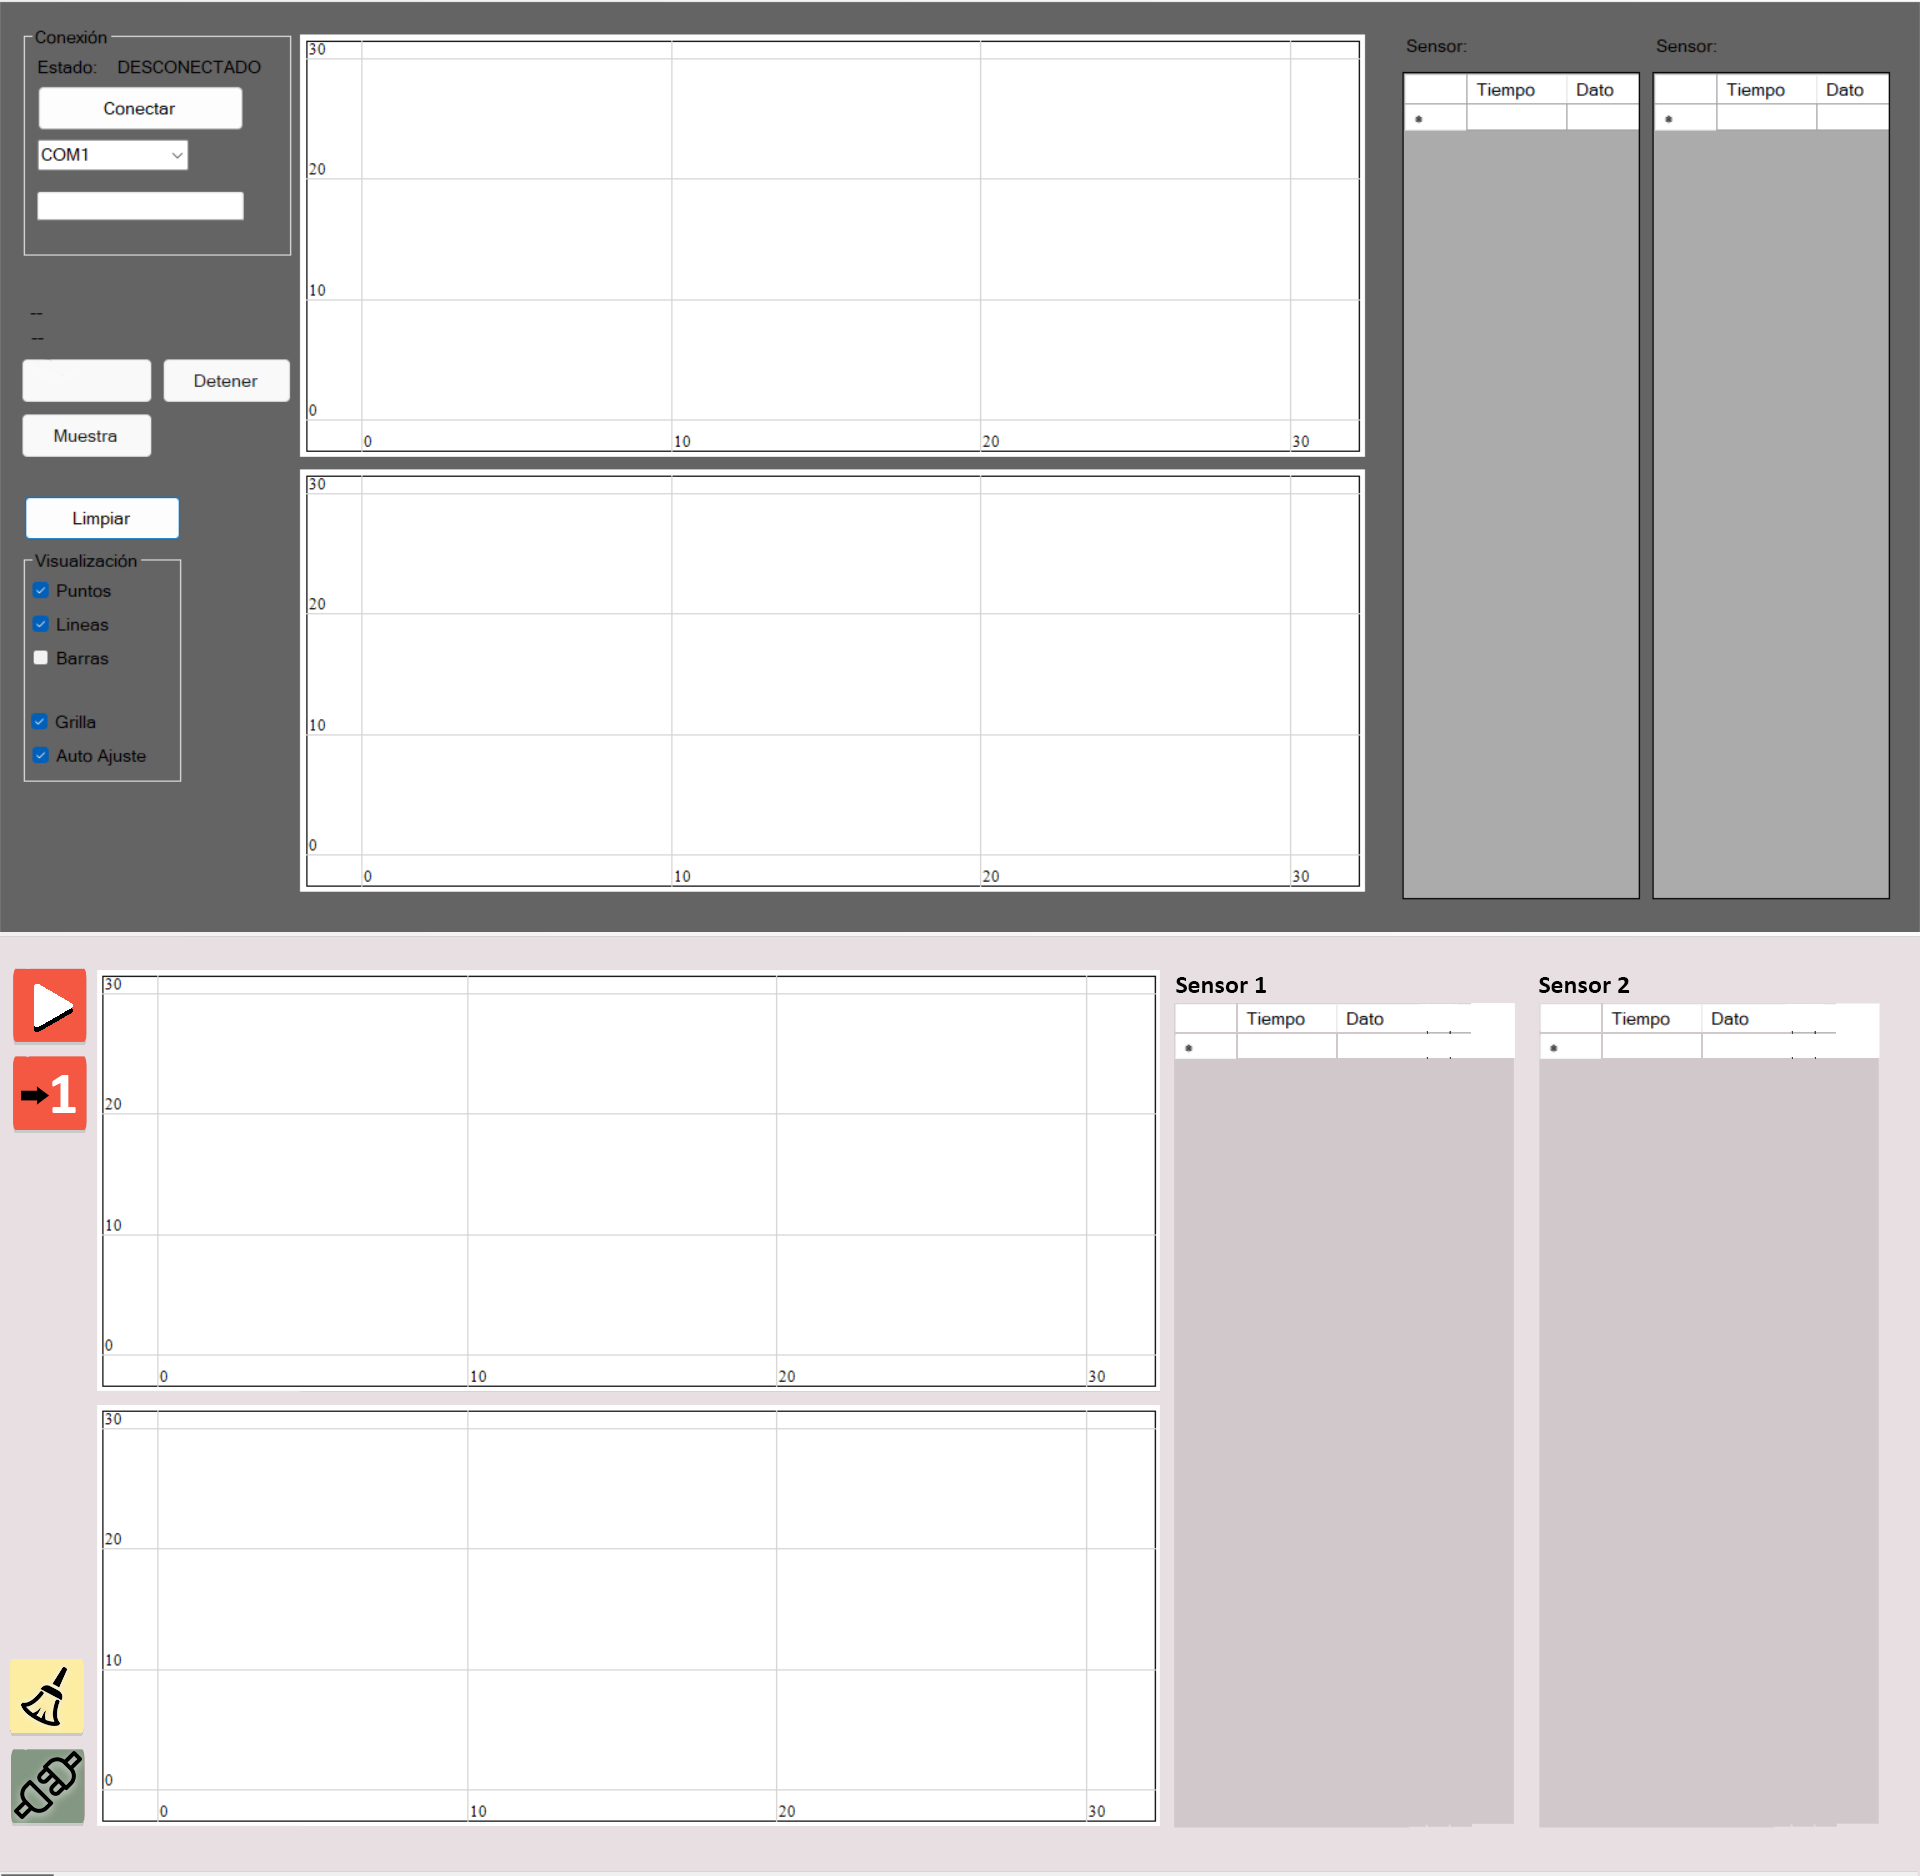 Conexión
Estado: DESCONECTADO
Conectar
COM1
--
--
Detener
Muestra
Limpiar
Visualización
Puntos
Lineas
Barras
Grilla
Auto Ajuste
30
20
10
0
0 10 20 30
30
20
10
0
0 10 20 30
Sensor:
Tiempo Dato
*
Sensor:
Tiempo Dato
*
1
30
20
10
0
0 10 20 30
30
20
10
0
0 10 20 30
Sensor 1
Tiempo Dato
*
Sensor 2
Tiempo Dato
*